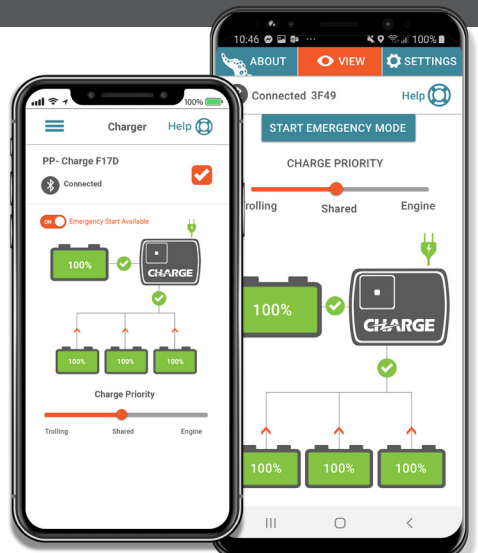 100%
Charger
Help
PP- Charge F17D
Connected
ON
Emergency Start Available
100%
CHARGE
100%
100%
100%
Charge Priority
Trolling
Shared
Engine
10:46
100%
ABOUT
VIEW
SETTINGS
Connected 3F49
Help
START EMERGENCY MODE
CHARGE PRIORITY
rolling
Shared
Engine
100%
CHARGE
100%
100%
100%